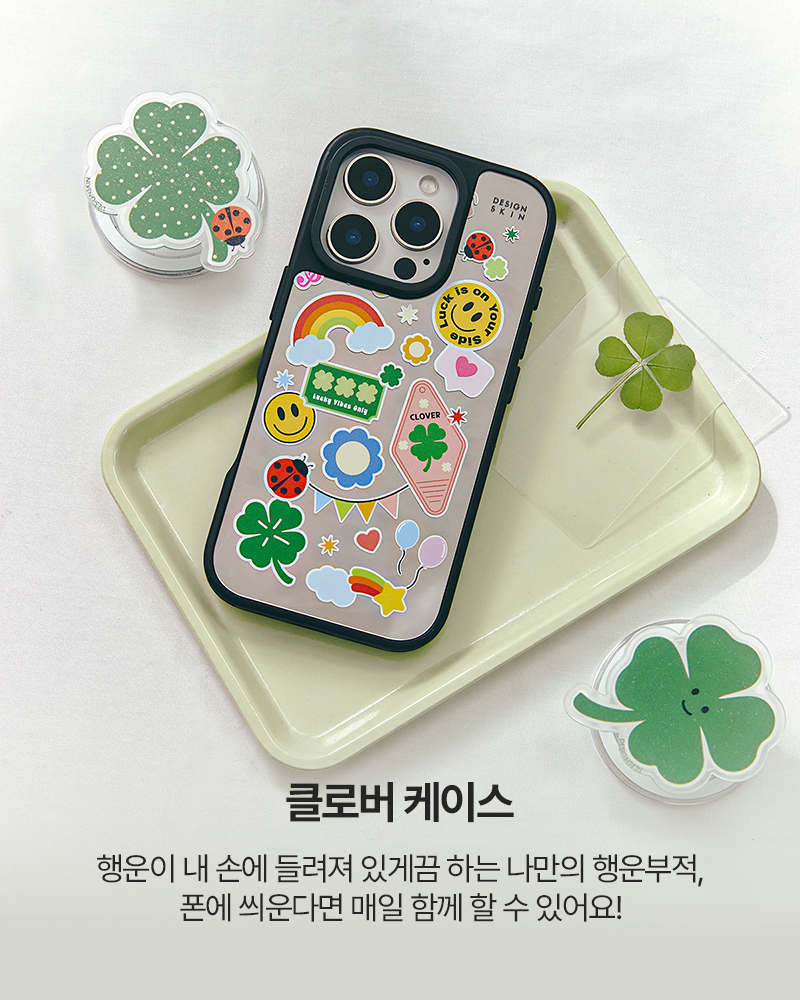 DESIGN
SKIN
Luck is on Your Side
Lucky Vibes Only
CLOVER
클로버 케이스
행운이 내 손에 들려져 있게끔 하는 나만의 행운부적,
폰에 씌운다면 매일 함께 할 수 있어요!